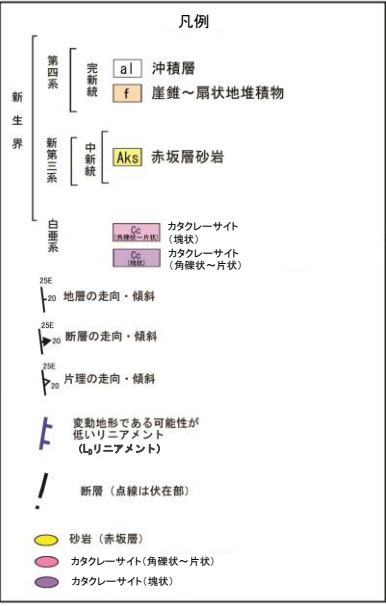 凡例
新生界
第四系
完新統
al 沖積層
f 崖錐～扇状地堆積物
新第三系
中新統
Aks 赤坂層砂岩
白亜系
Cc
(角礫状～片状)
カタクレーサイト
(塊状)
Cc
(塊状)
カタクレーサイト
(角礫状～片状)
25E
20
地層の走向・傾斜
25E
20
断層の走向・傾斜
25E
20
片理の走向・傾斜
変動地形である可能性が
低いリニアメント
(LDリニアメント)
断層（点線は伏在部）
砂岩（赤坂層）
カタクレーサイト(角礫状～片状)
カタクレーサイト(塊状)